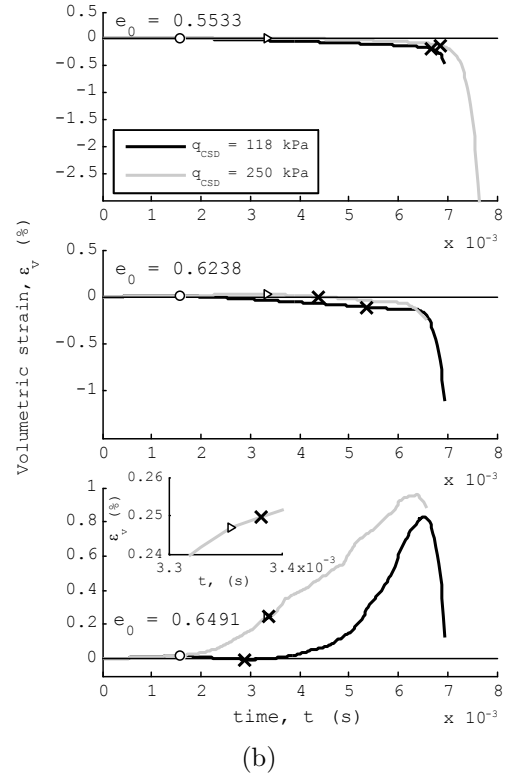 e0 = 0.5533
0.5
0
-0.5
-1
-1.5
-2
-2.5
qCSD = 118 kPa
qCSD = 250 kPa
0 1 2 3 4 5 6 7 8
x 10-3
Volumetric strain, εv (%)
0.5
0
-0.5
-1
e0 = 0.6238
0 1 2 3 4 5 6 7 8
x 10-3
1
0.8
0.6
0.4
0.2
0
0.26
0.25
0.24
εv (%)
3.3 3.4x10-3
t, (s)
e0 = 0.6491
0 1 2 3 4 5 6 7 8
time, t (s) x 10-3
(b)